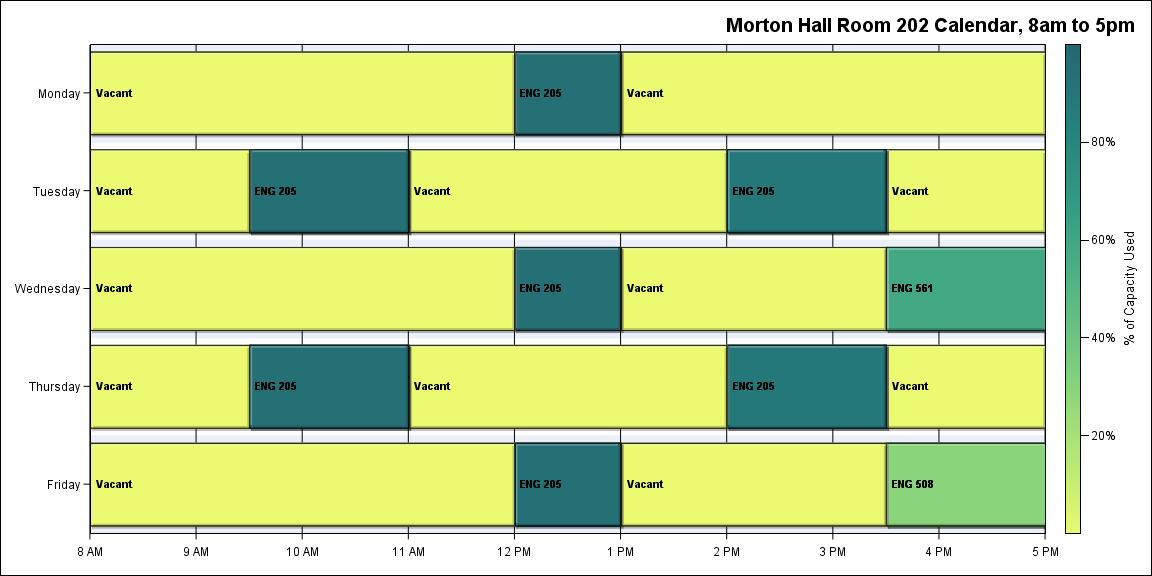 Morton Hall Room 202 Calendar, 8am to 5pm
Monday
Vacant
ENG 205
Vacant
Tuesday
Vacant
ENG 205
Vacant
ENG 205
Vacant
Wednesday
Vacant
ENG 205
Vacant
ENG 561
Thursday
Vacant
ENG 205
Vacant
ENG 205
Vacant
Friday
Vacant
ENG 205
Vacant
ENG 508
8 AM
9 AM
10 AM
11 AM
12 PM
1 PM
2 PM
3 PM
4 PM
5 PM
80%
60%
40%
20%
% of Capacity Used